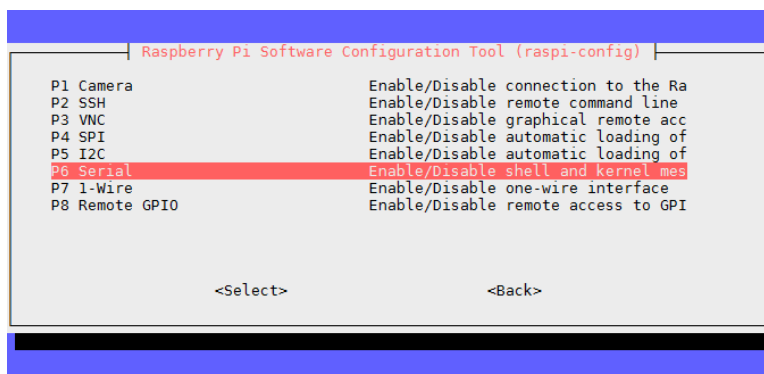 Raspberry Pi Software Configuration Tool (raspi-config)
P1 Camera Enable/Disable connection to the Ra
P2 SSH Enable/Disable remote command line
P3 VNC Enable/Disable graphical remote acc
P4 SPI Enable/Disable automatic loading of
P5 I2C Enable/Disable automatic loading of
P6 Serial Enable/Disable shell and kernel mes
P7 1-Wire Enable/Disable one-wire interface
P8 Remote GPIO Enable/Disable remote access to GPI
<Select> <Back>